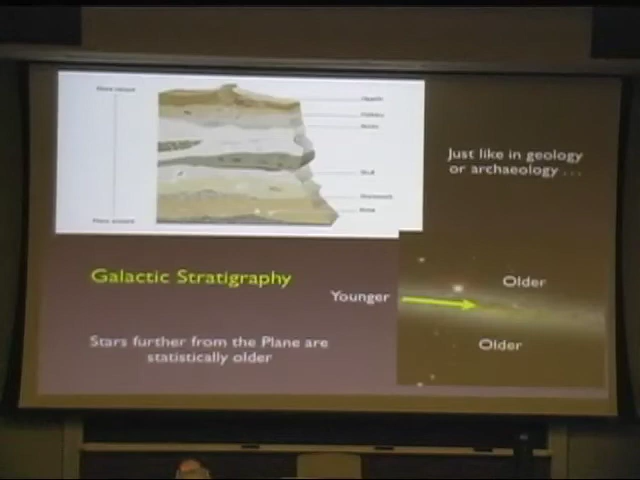 Just like in geology
or archaeology . . .
Galactic Stratigraphy
Younger
Older
Older
Stars further from the Plane are
statistically older